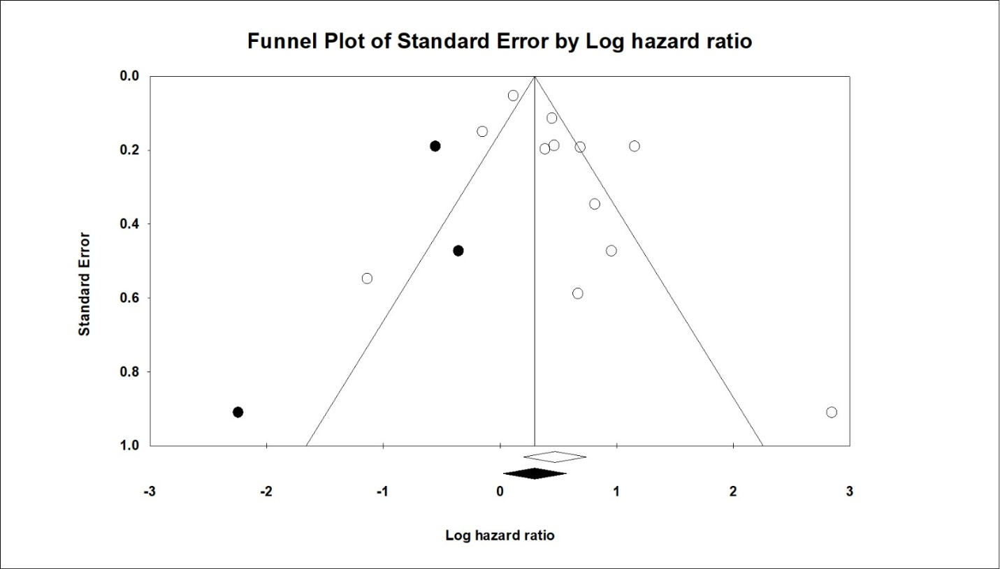 Funnel Plot of Standard Error by Log hazard ratio
0.0
0.2
0.4
0.6
0.8
1.0
Standard Error
-3 -2 -1 0 1 2 3
Log hazard ratio